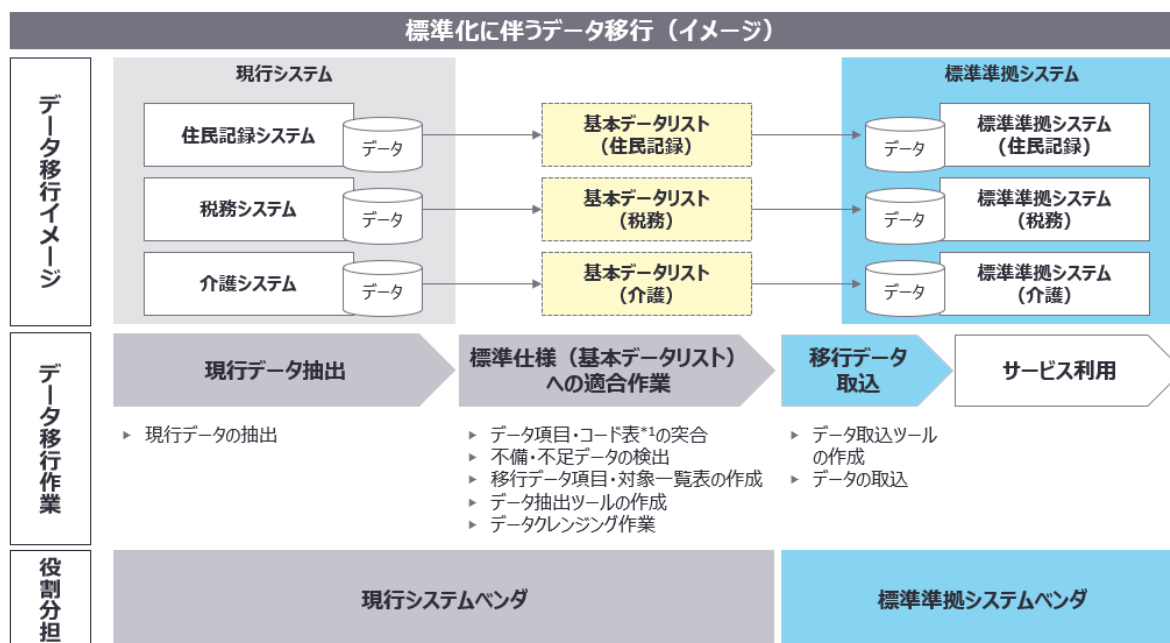 標準化に伴うデータ移行（イメージ）
データ移行イメージ
現行システム
標準準拠システム
住民記録システム
データ
基本データリスト
(住民記録)
データ
標準準拠システム
(住民記録)
税務システム
データ
基本データリスト
(税務)
データ
標準準拠システム
(税務)
介護システム
データ
基本データリスト
(介護)
データ
標準準拠システム
(介護)
データ移行作業
現行データ抽出
標準仕様（基本データリスト）
への適合作業
移行データ
取込
サービス利用
現行データの抽出
データ項目・コード表*1の突合
不備・不足データの検出
移行データ項目・対象一覧表の作成
データ抽出ツールの作成
データクレンジング作業
データ取込ツール
の作成
データの取込
役割分担
現行システムベンダ
標準準拠システムベンダ